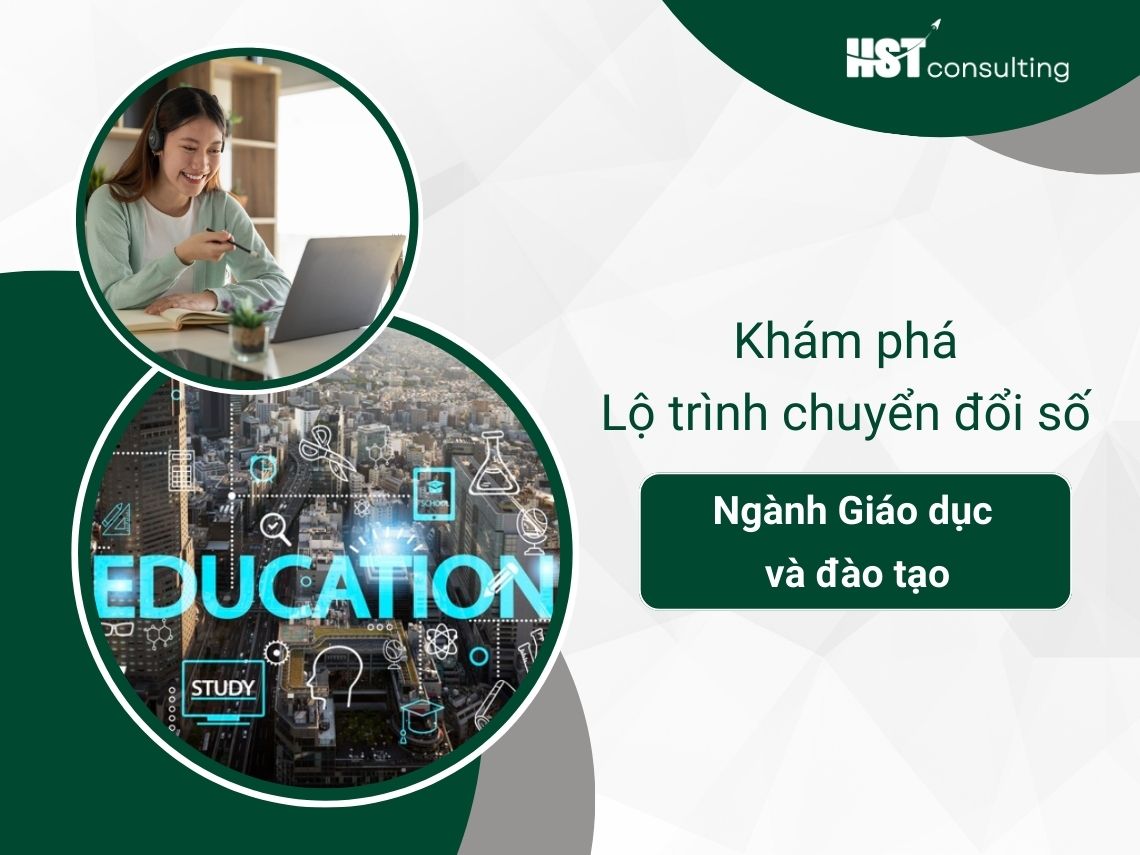 HST consulting
Khám phá
Lộ trình chuyển đổi số
Ngành Giáo dục
và đào tạo
SCHOOL
EDUCATION
STUDY